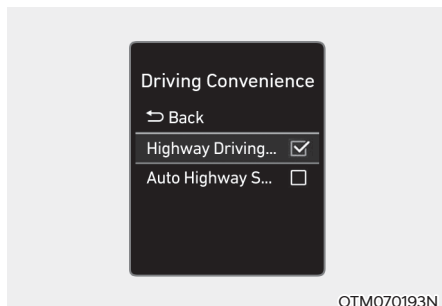 Driving Convenience
Back
Highway Driving...
Auto Highway S...
OTM070193N